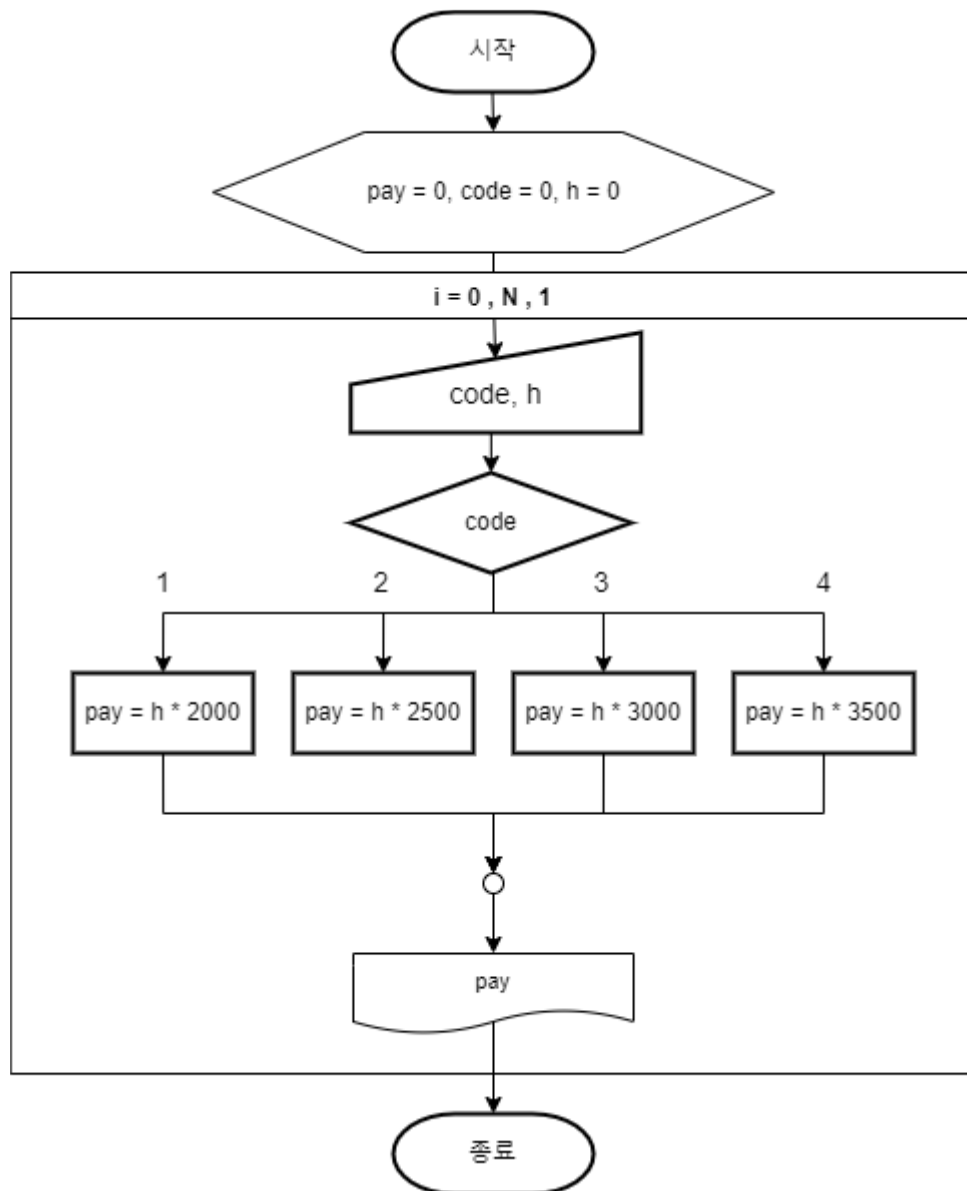 시작
pay = 0, code = 0, h = 0
i = 0 , N , 1
code, h
code
1 2 3 4
pay = h * 2000 pay = h * 2500 pay = h * 3000 pay = h * 3500
pay
종료